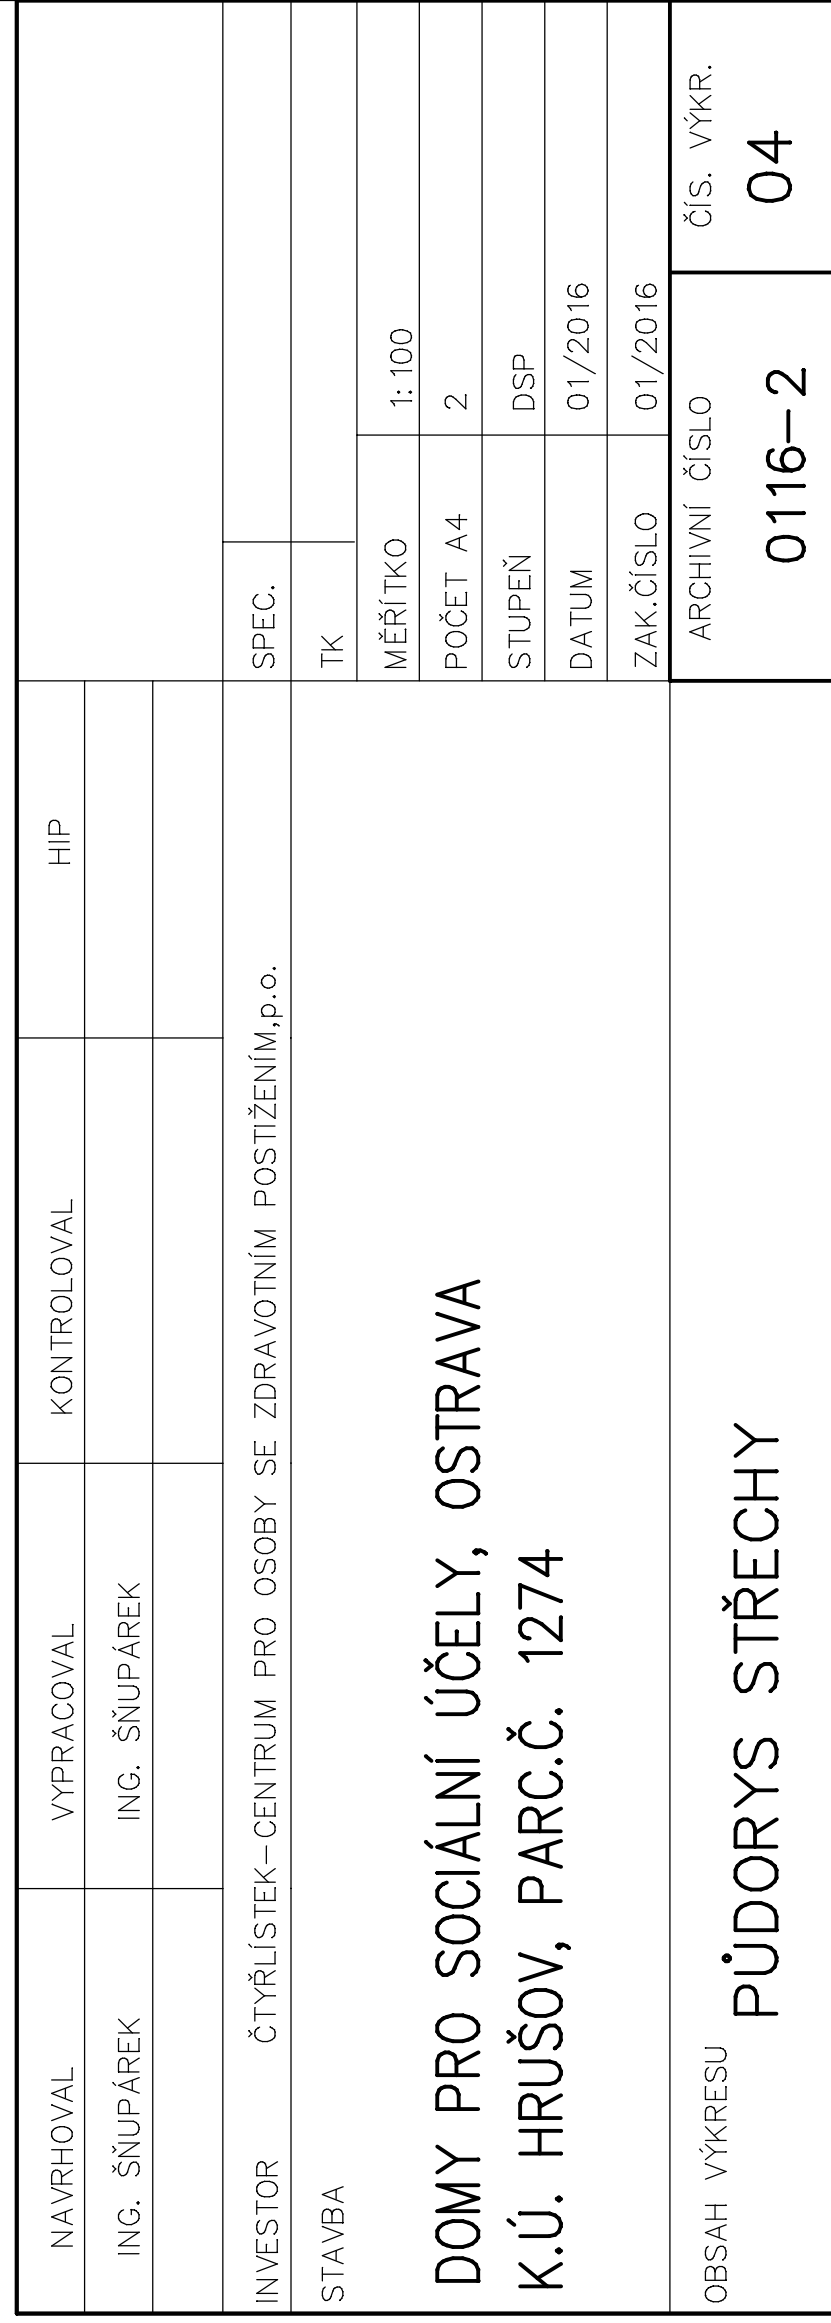 NAVRHOVAL VYPRACOVAL KONTROLOVAL HIP
ING. ŠŇUPÁREK ING. ŠŇUPÁREK
INVESTOR ČTYŘLÍSTEK-CENTRUM PRO OSOBY SE ZDRAVOTNÍM POSTIŽENÍM,p.o.
SPEC.
STAVBA
TK
DOMY PRO SOCIÁLNÍ ÚČELY, OSTRAVA
K.Ú. HRUŠOV, PARC.Č. 1274
MĚŘÍTKO 1:100
POČET A4 2
STUPEŇ DSP
DATUM 01/2016
ZAK.ČÍSLO 01/2016
OBSAH VÝKRESU
PŮDORYS STŘECHY
ARCHIVNÍ ČÍSLO
0116-2
ČÍS. VÝKR.
04